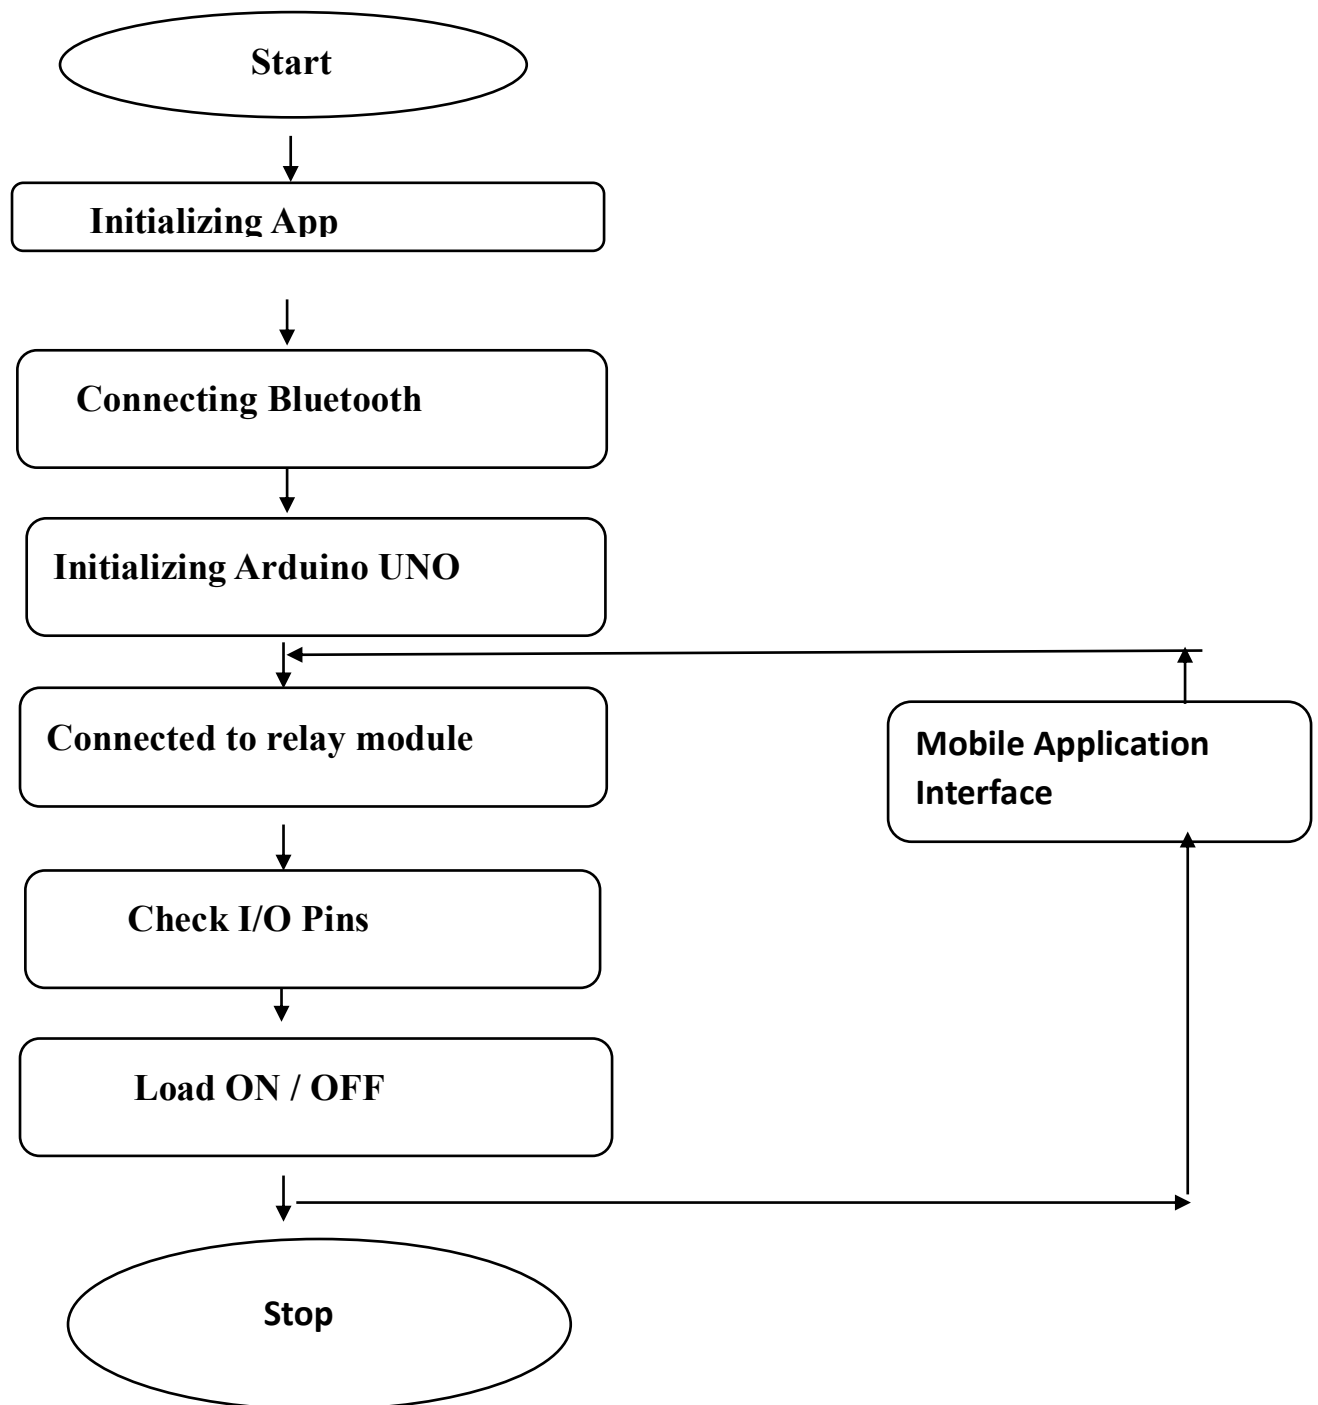 Start
Initializing App
Connecting Bluetooth
Initializing Arduino UNO
Connected to relay module
Mobile Application
Interface
Check I/O Pins
Load ON / OFF
Stop